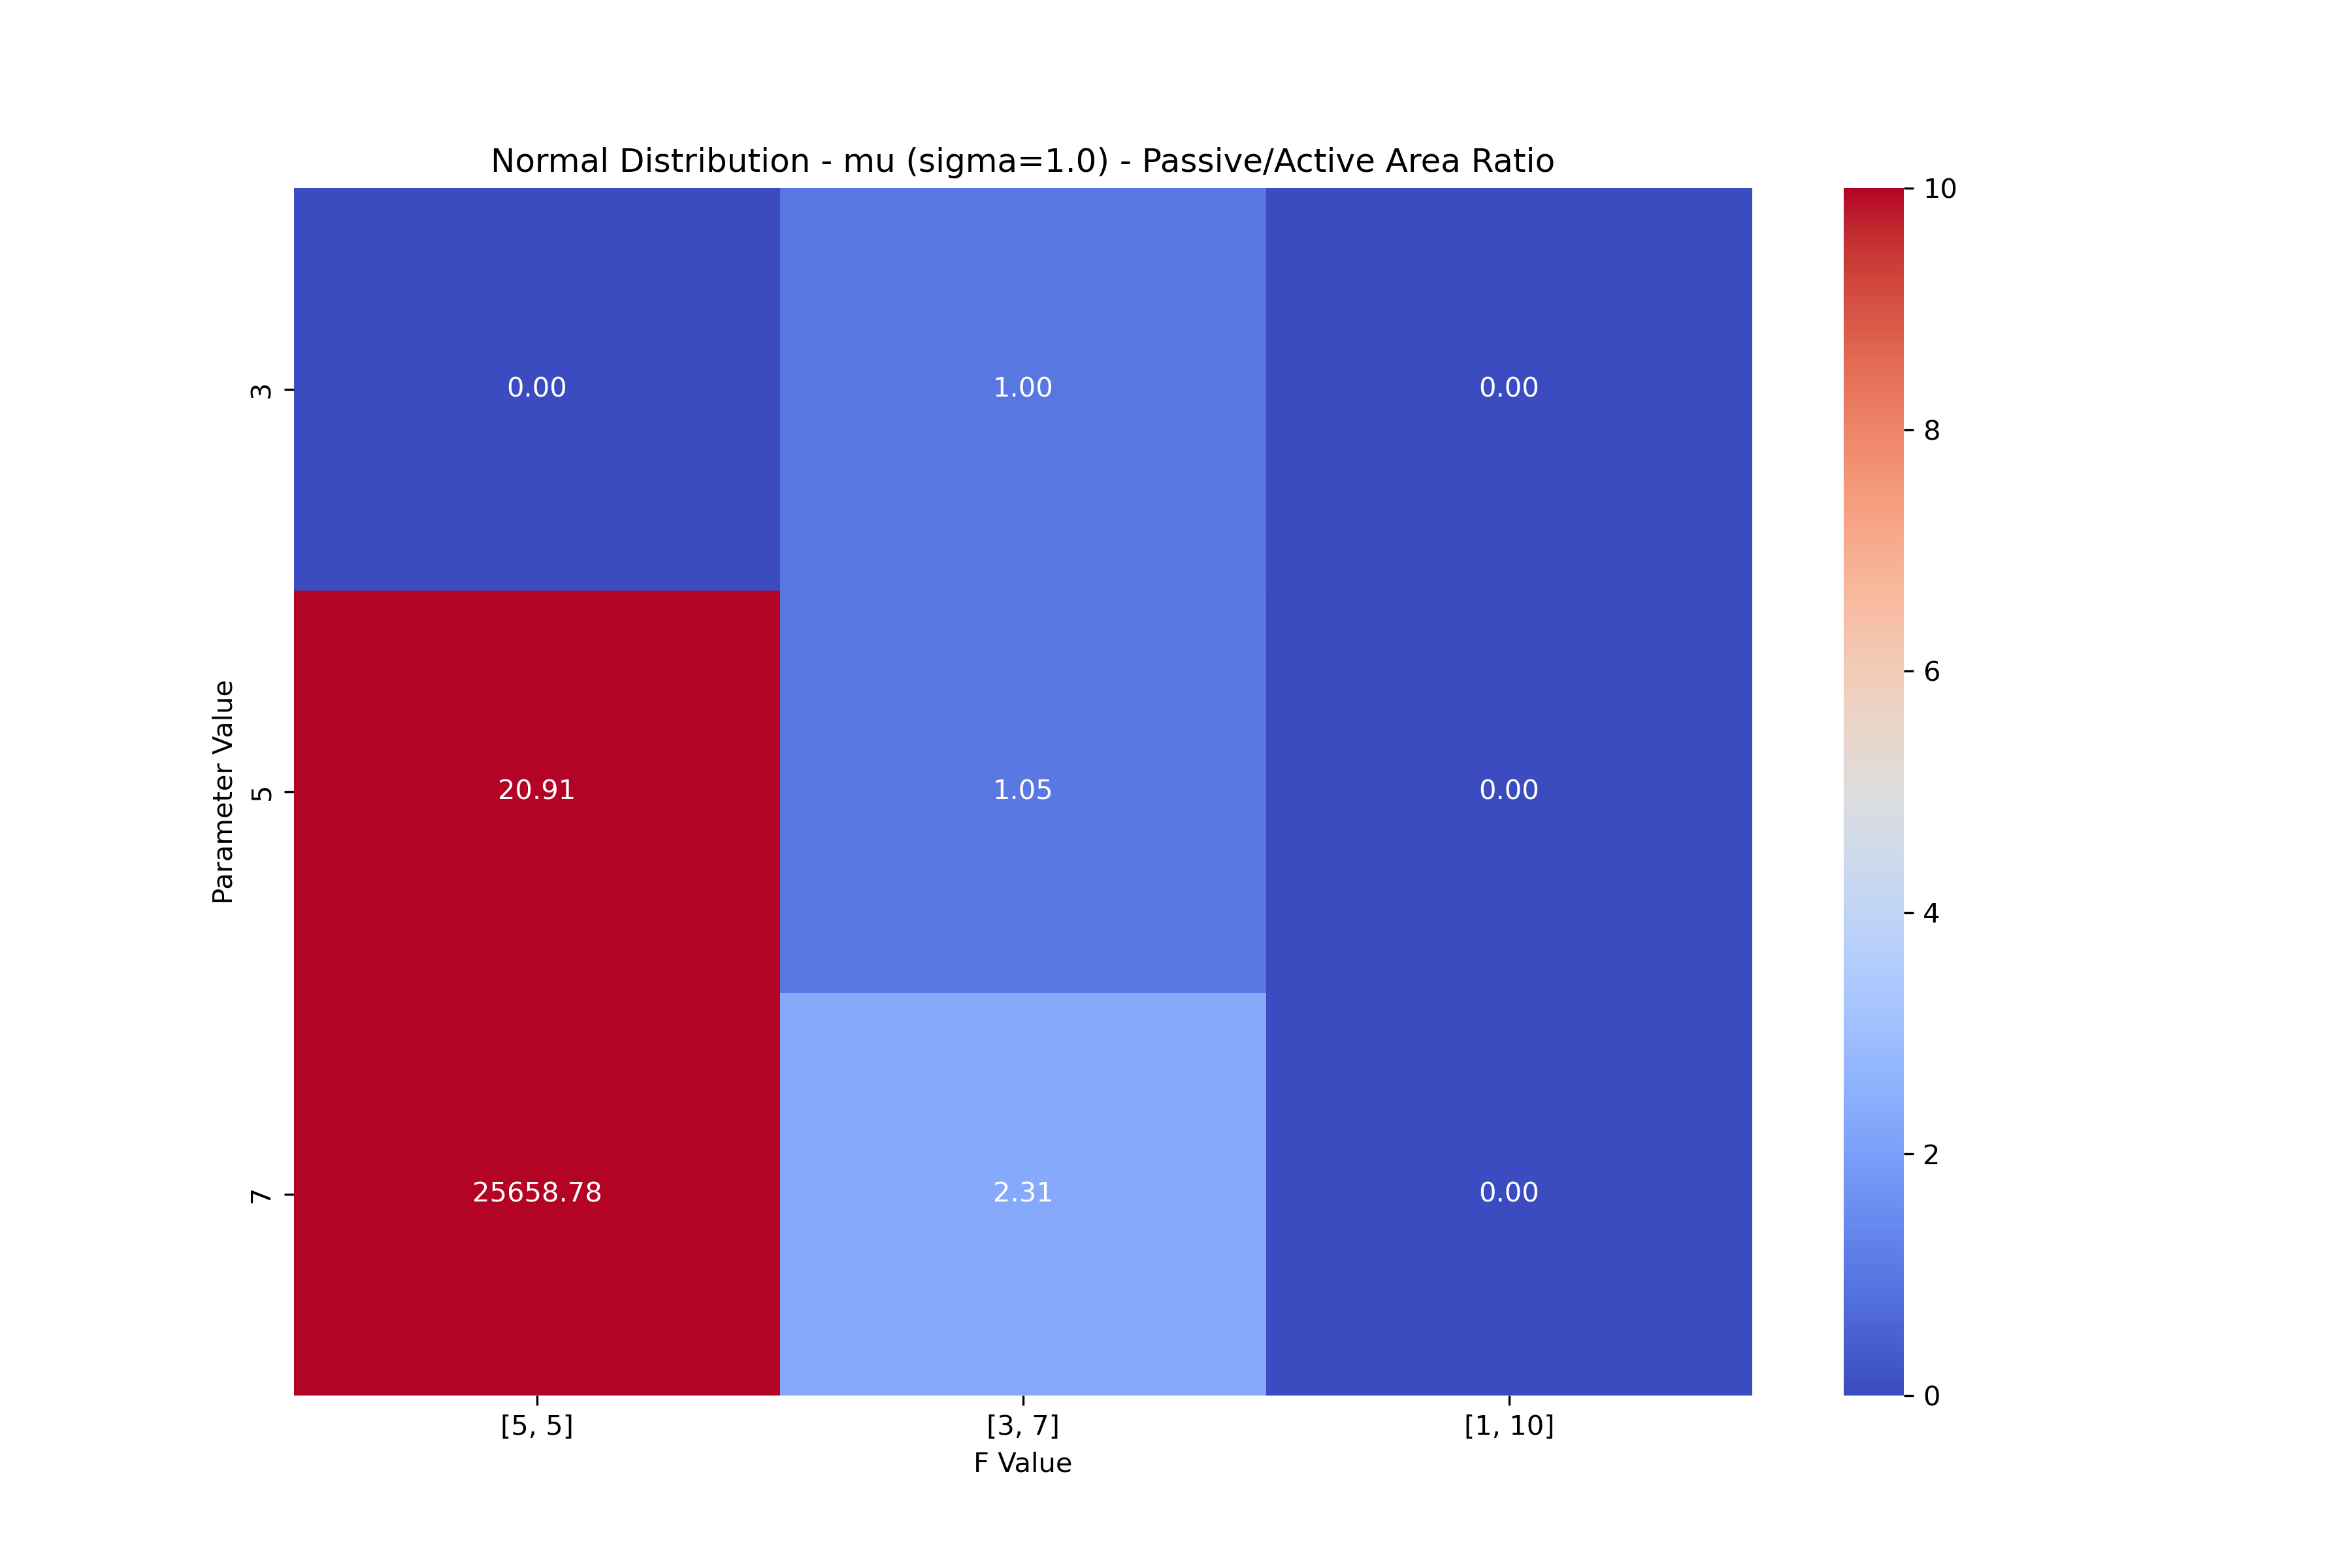 Normal Distribution - mu (sigma=1.0) - Passive/Active Area Ratio
Parameter Value
3
0.00 1.00 0.00
5
20.91 1.05 0.00
7
25658.78 2.31 0.00
[5, 5] [3, 7] [1, 10]
F Value
10
8
6
4
2
0